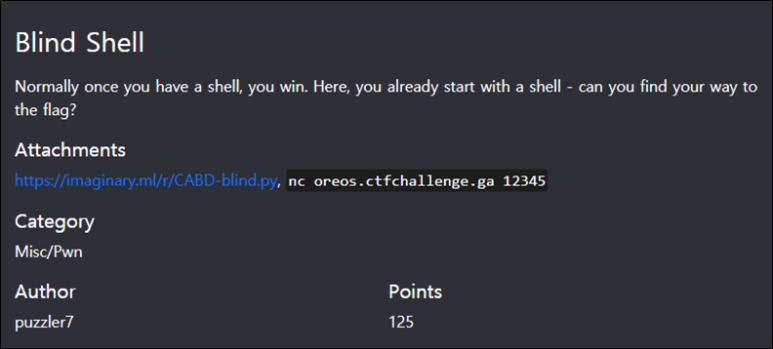 Blind Shell
Normally once you have a shell, you win. Here, you already start with a shell - can you find your way to
the flag?
Attachments
https://imaginary.ml/r/CABD-blind.py, nc oreos.ctfchallenge.ga 12345
Category
Misc/Pwn
Author Points
puzzler7 125